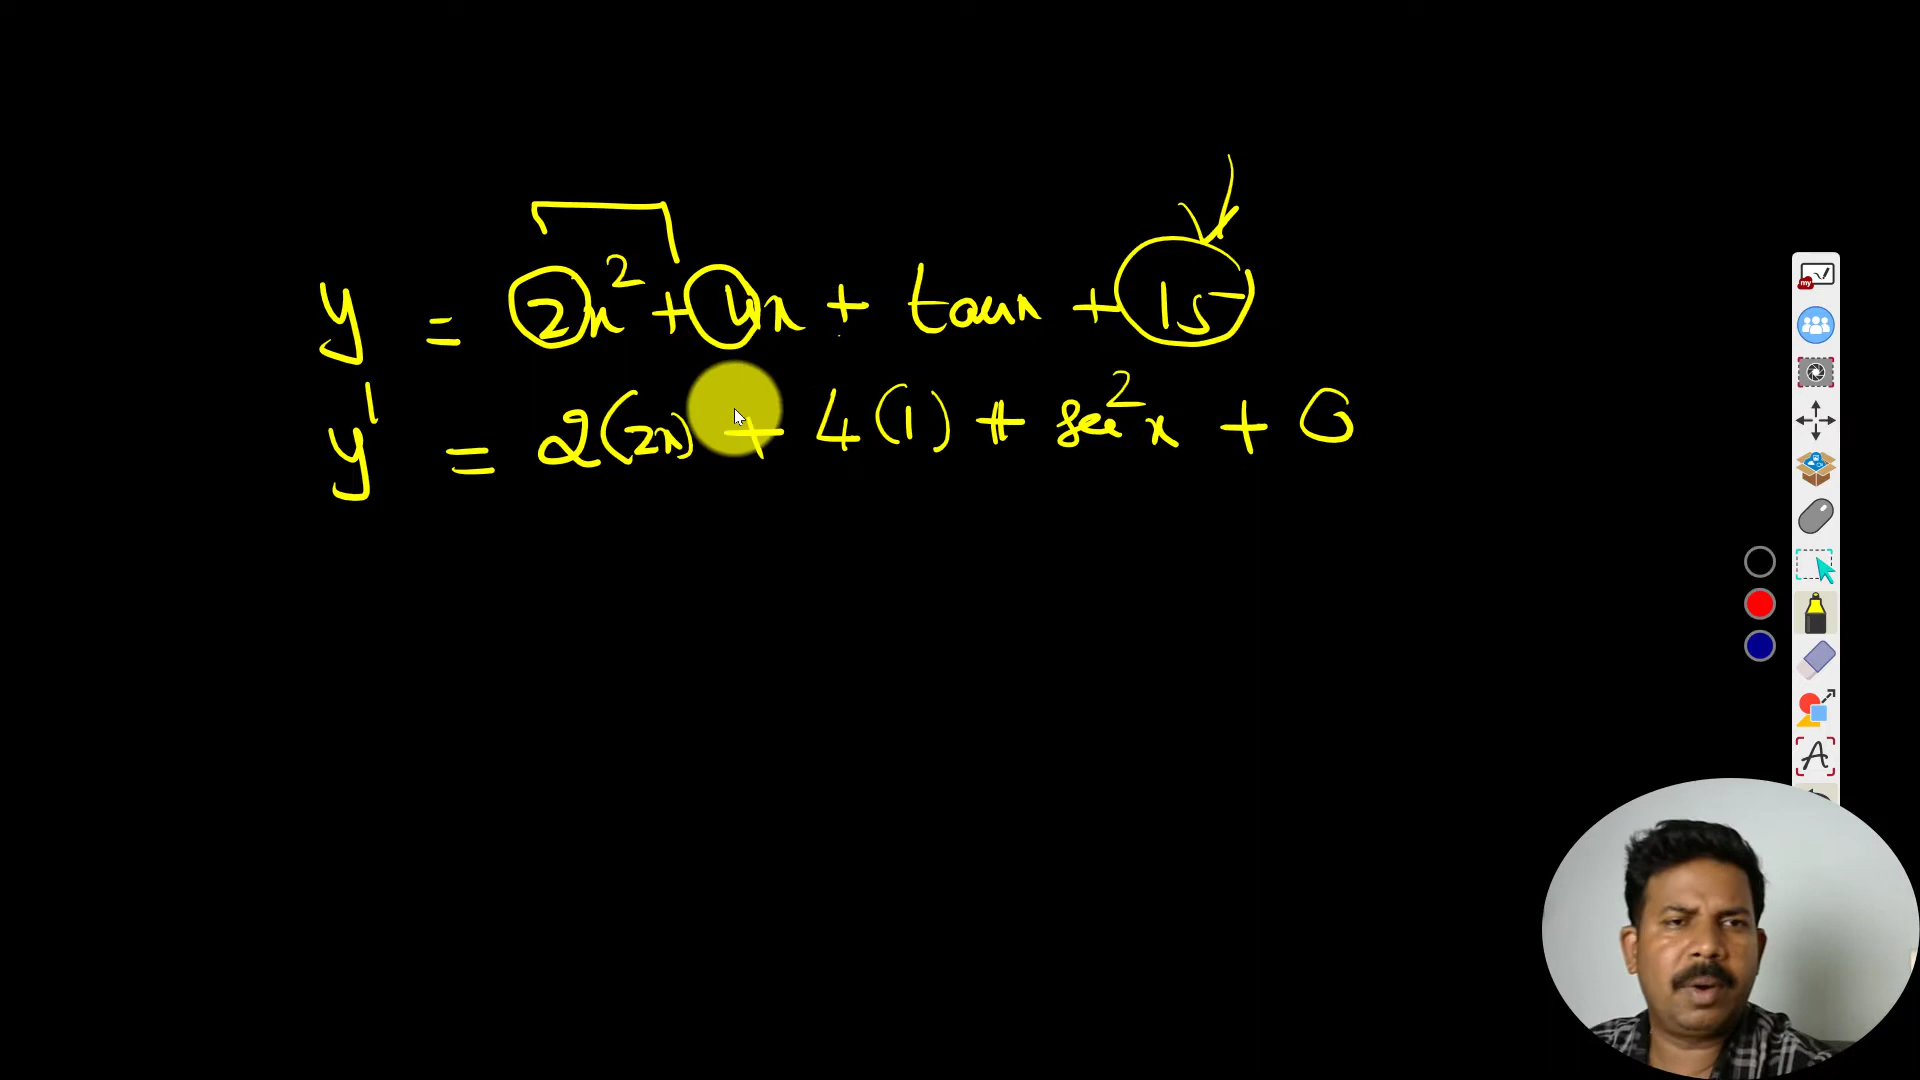 y = 2x² + 4x + tanx + 15
y' = 2(2x) + 4(1) + sec²x + 0